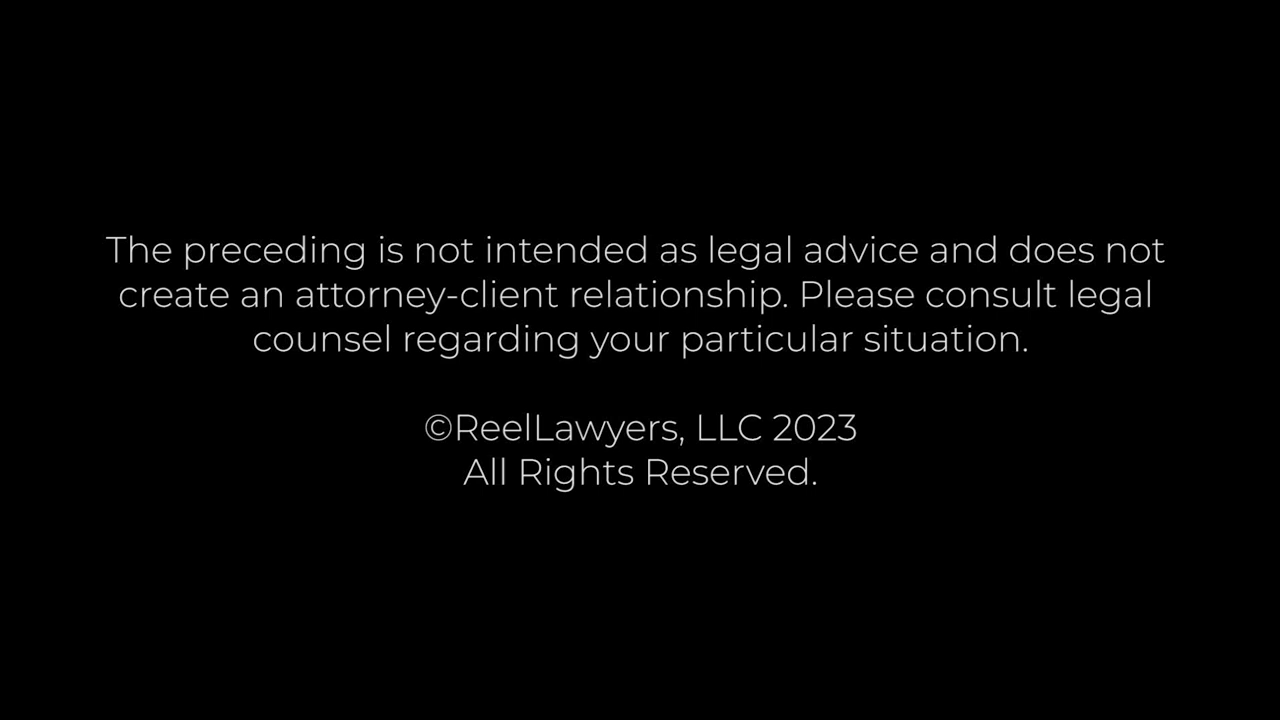 The preceding is not intended as legal advice and does not
create an attorney-client relationship. Please consult legal
counsel regarding your particular situation.
©ReelLawyers, LLC 2023
All Rights Reserved.